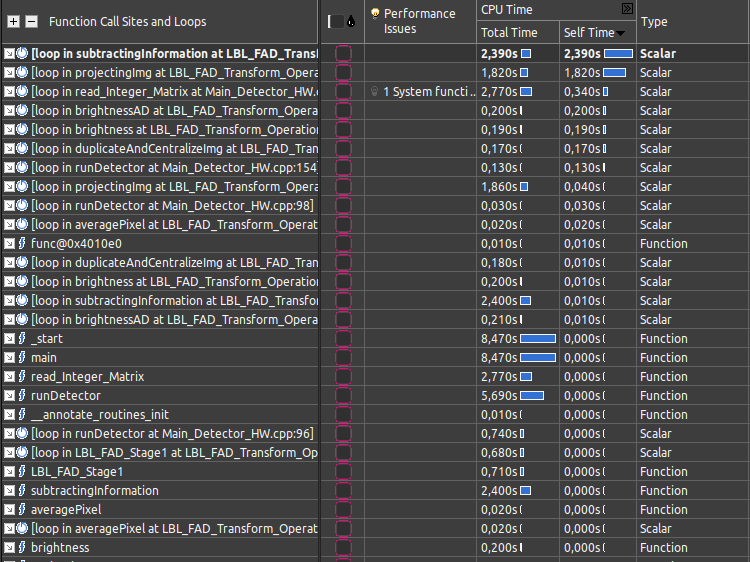 Function Call Sites and Loops
Performance Issues
CPU Time
Total Time Self Time
Type
[loop in subtractingInformation at LBL_FAD_Transf 2,390s 2,390s Scalar
[loop in projectingImg at LBL_FAD_Transform_Opera 1,820s 1,820s Scalar
[loop in read_Integer_Matrix at Main_Detector_HW.c 1 System functi .. 2,770s 0,340s Scalar
[loop in brightnessAD at LBL_FAD_Transform_Opera 0,200s 0,200s Scalar
[loop in brightness at LBL_FAD_Transform_Operation 0,190s 0,190s Scalar
[loop in duplicateAndCentralizeImg at LBL_FAD_Tran 0,170s 0,170s Scalar
[loop in runDetector at Main_Detector_HW.cpp:154] 0,130s 0,130s Scalar
[loop in projectingImg at LBL_FAD_Transform_Opera 1,860s 0,040s Scalar
[loop in runDetector at Main_Detector_HW.cpp:98] 0,030s 0,030s Scalar
[loop in averagePixel at LBL_FAD_Transform_Operat 0,020s 0,020s Scalar
func@0x4010e0 0,010s 0,010s Function
[loop in duplicateAndCentralizeImg at LBL_FAD_Tran 0,180s 0,010s Scalar
[loop in brightness at LBL_FAD_Transform_Operation 0,200s 0,010s Scalar
[loop in subtractingInformation at LBL_FAD_Transfo 2,400s 0,010s Scalar
[loop in brightnessAD at LBL_FAD_Transform_Opera 0,210s 0,010s Scalar
_start 8,470s 0,000s Function
main 8,470s 0,000s Function
read_Integer_Matrix 2,770s 0,000s Function
runDetector 5,690s 0,000s Function
__annotate_routines_init 0,010s 0,000s Function
[loop in runDetector at Main_Detector_HW.cpp:96] 0,740s 0,000s Scalar
[loop in LBL_FAD_Stage1 at LBL_FAD_Transform_Op 0,680s 0,000s Scalar
LBL_FAD_Stage1 0,710s 0,000s Function
subtractingInformation 2,400s 0,000s Function
averagePixel 0,020s 0,000s Function
[loop in averagePixel at LBL_FAD_Transform_Operat 0,020s 0,000s Scalar
brightness 0,200s 0,000s Function